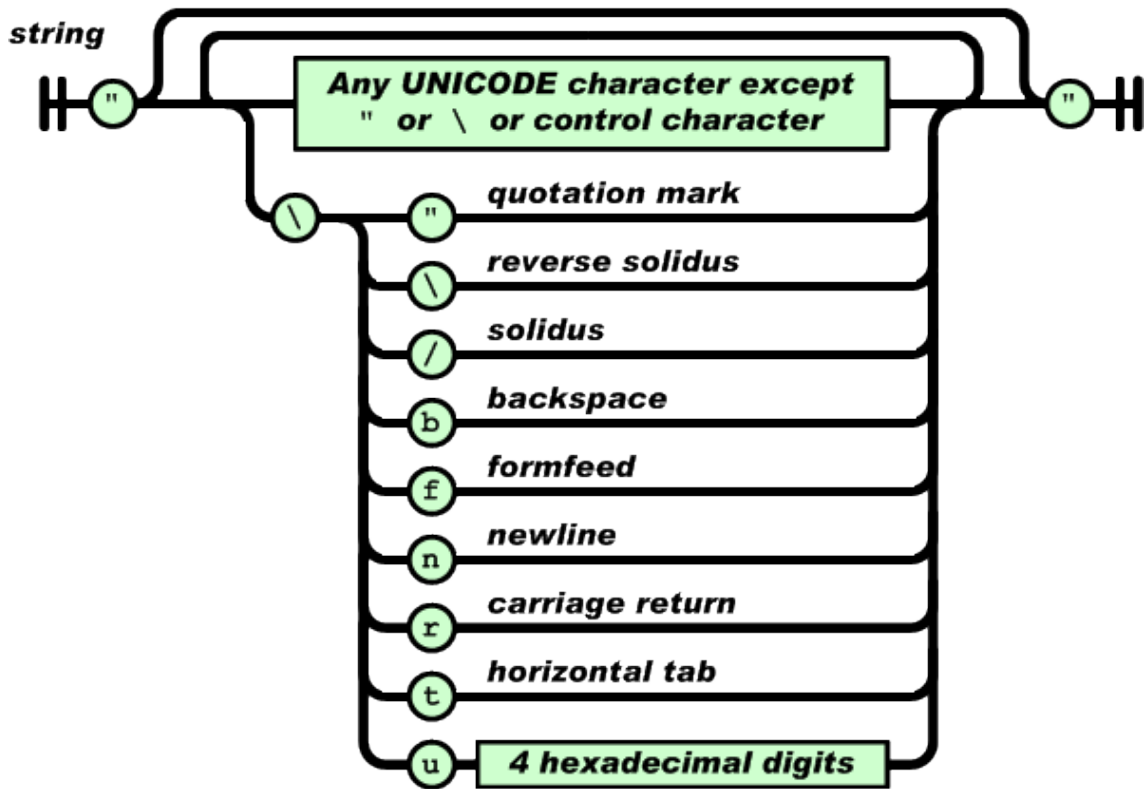 string
"
Any UNICODE character except
" or \ or control character
"
\
"
quotation mark
\
reverse solidus
/
solidus
b
backspace
f
formfeed
n
newline
r
carriage return
t
horizontal tab
u
4 hexadecimal digits